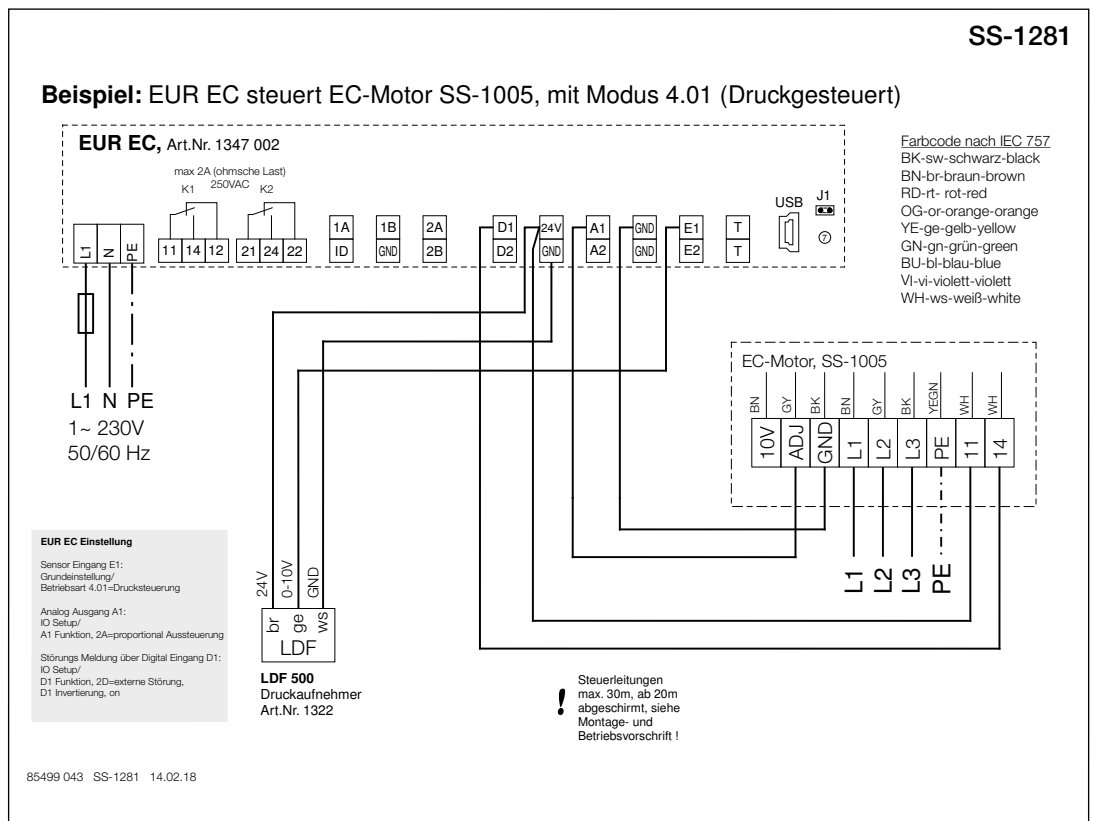 SS-1281
Beispiel: EUR EC steuert EC-Motor SS-1005, mit Modus 4.01 (Druckgesteuert)
EUR EC, Art.Nr. 1347 002
max 2A (ohmsche Last)
250VAC
K1
K2
L1
N
PE
11 14 12
21 24 22
1A
ID
1B
GND
2A
2B
D1
D2
24V
GND
A1
A2
GND
GND
E1
E2
T
T
USB
J1
7
Farbcode nach IEC 757
BK-sw-schwarz-black
BN-br-braun-brown
RD-rt- rot-red
OG-or-orange-orange
YE-ge-gelb-yellow
GN-gn-grün-green
BU-bl-blau-blue
VI-vi-violett-violett
WH-ws-weiß-white
L1 N PE
1~ 230V
50/60 Hz
EC-Motor, SS-1005
BN GY BK BN GY BK YEGN WH WH
10V ADJ GND L1 L2 L3 PE 11 14
L1 L2 L3 PE
EUR EC Einstellung
Sensor Eingang E1:
Grundeinstellung/
Betriebsart 4.01=Drucksteuerung
Analog Ausgang A1:
IO Setup/
A1 Funktion, 2A=proportional Aussteuerung
Störungs Meldung über Digital Eingang D1:
IO Setup/
D1 Funktion, 2D=externe Störung,
D1 Invertierung, on
24V 0-10V GND
br ge ws
LDF
LDF 500
Druckaufnehmer
Art.Nr. 1322
!
Steuerleitungen
max. 30m, ab 20m
abgeschirmt, siehe
Montage- und
Betriebsvorschrift !
85499 043 SS-1281 14.02.18